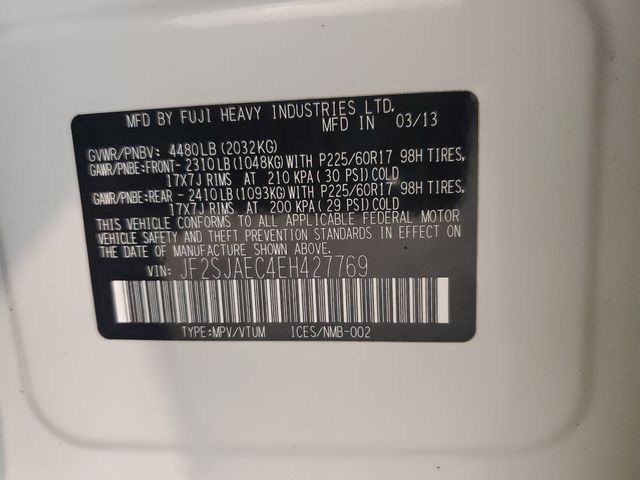 MFD BY FUJI HEAVY INDUSTRIES LTD.
MFD IN 03/13
GVWR/PNBV: 4480LB (2032KG)
GAWR/PNBE:FRONT-2310LB(1048KG)WITH P225/60R17 98H TIRES,
17X7J RIMS AT 210 KPA( 30 PSI)COLD
GAWR/PNBE:REAR -2410LB(1093KG)WITH P225/60R17 98H TIRES,
17X7J RIMS AT 200 KPA( 29 PSI)COLD
THIS VEHICLE CONFORMS TO ALL APPLICABLE FEDERAL MOTOR
VEHICLE SAFETY AND THEFT PREVENTION STANDARDS IN EFFECT ON
THE DATE OF MANUFACTURE SHOWN ABOVE.
VIN: JF2SJAEC4EH427769
TYPE:MPV/VTUM ICES/NMB-002